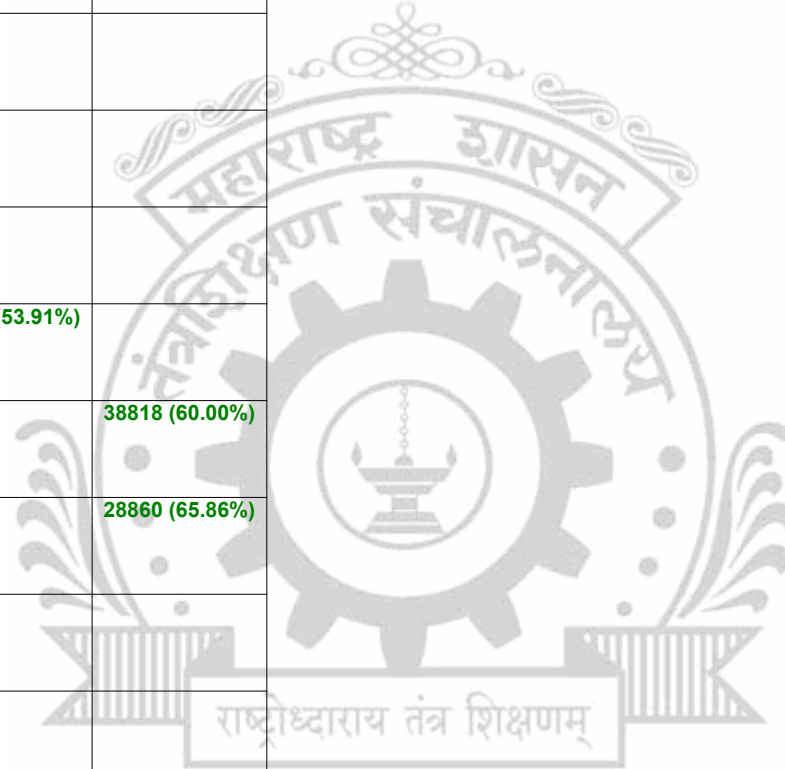 महाराष्ट्र शासन
तंत्रशिक्षण संचालनालय
53.91%)
38818 (60.00%)
28860 (65.86%)
राष्ट्रोध्दाराय तंत्र शिक्षणम्